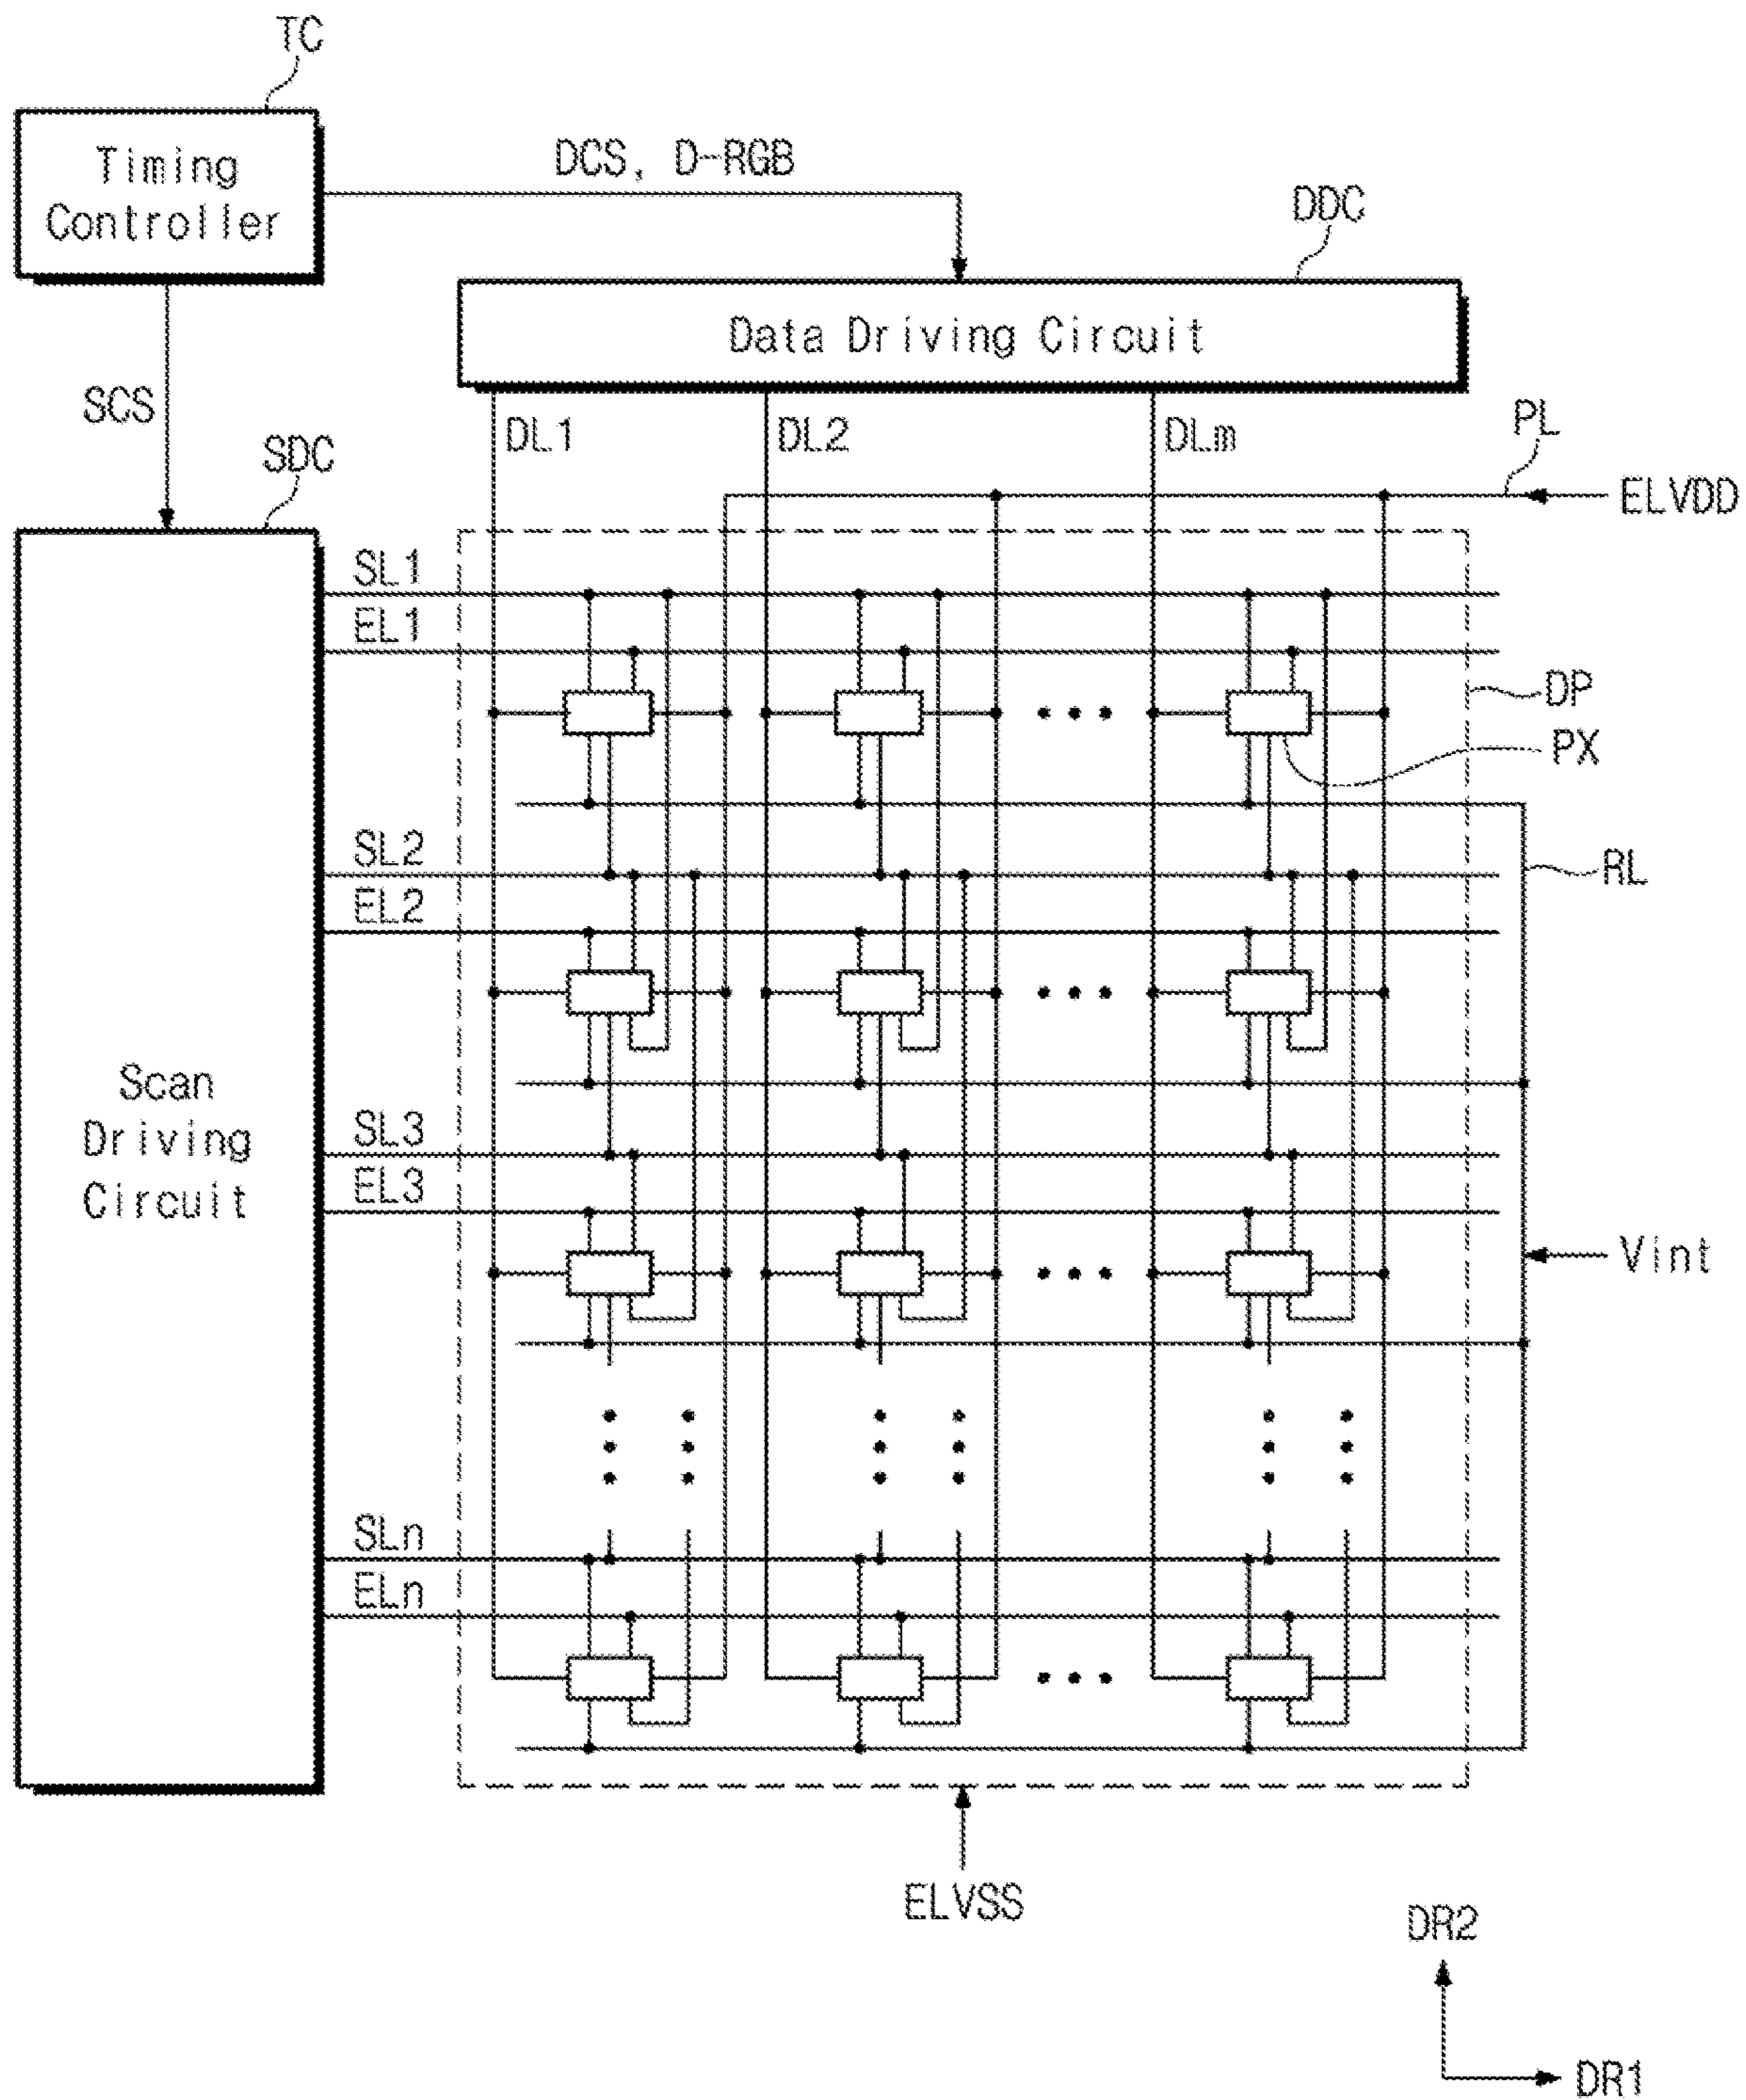 TC
Timing
Controller
DCS, D-RGB
DDC
Data Driving Circuit
SCS
SDC
DL1
DL2
DLm
PL
ELVDD
SL1
EL1
DP
PX
SL2
EL2
RL
Scan
Driving
Circuit
SL3
EL3
Vint
SLn
ELn
ELVSS
DR2
DR1